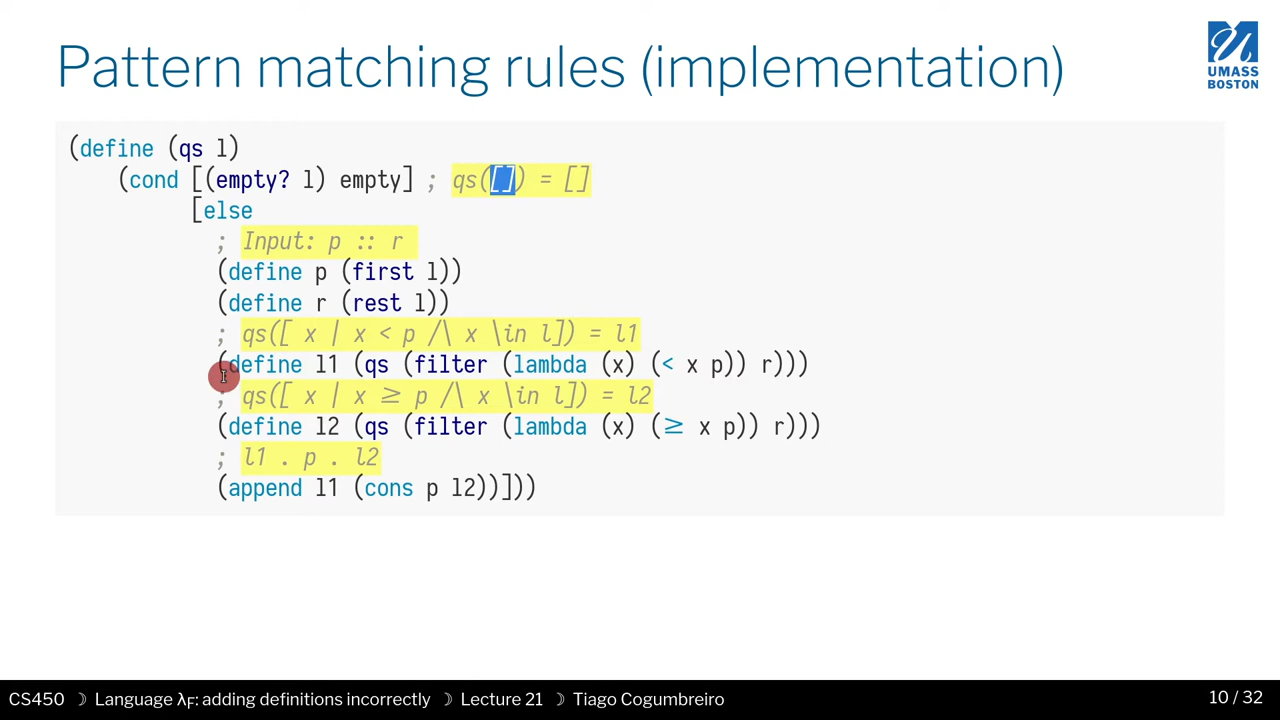 Pattern matching rules (implementation)
UMASS
BOSTON
(define (qs l)
(cond [(empty? l) empty] ; qs([]) = []
[else
; Input: p :: r
(define p (first l))
(define r (rest l))
; qs([ x | x < p /\ x \in l]) = l1
(define l1 (qs (filter (lambda (x) (< x p)) r)))
; qs([ x | x ≥ p /\ x \in l]) = l2
(define l2 (qs (filter (lambda (x) (≥ x p)) r)))
; l1 . p . l2
(append l1 (cons p l2))]))
CS450 ☽ Language λF: adding definitions incorrectly ☽ Lecture 21 ☽ Tiago Cogumbreiro
10 / 32